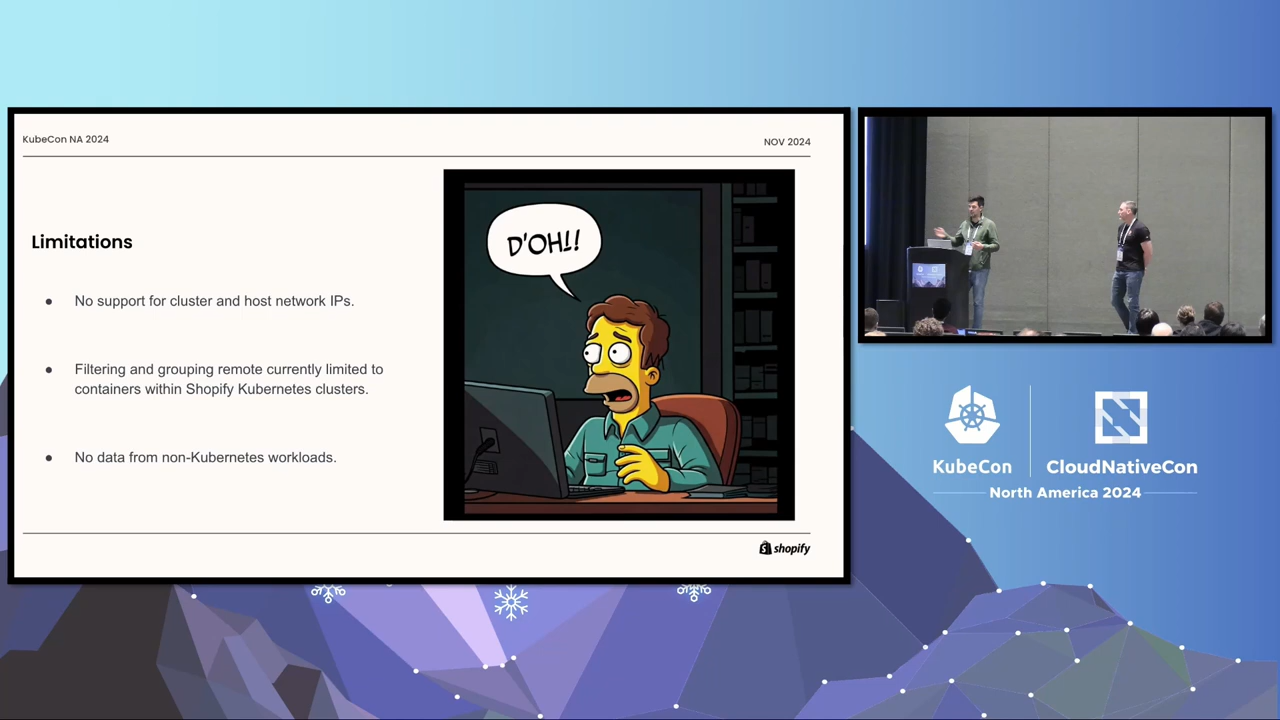 KubeCon NA 2024
NOV 2024
Limitations
D'OH!!
● No support for cluster and host network IPs.
● Filtering and grouping remote currently limited to
containers within Shopify Kubernetes clusters.
● No data from non-Kubernetes workloads.
shopify
KubeCon
CloudNativeCon
North America 2024